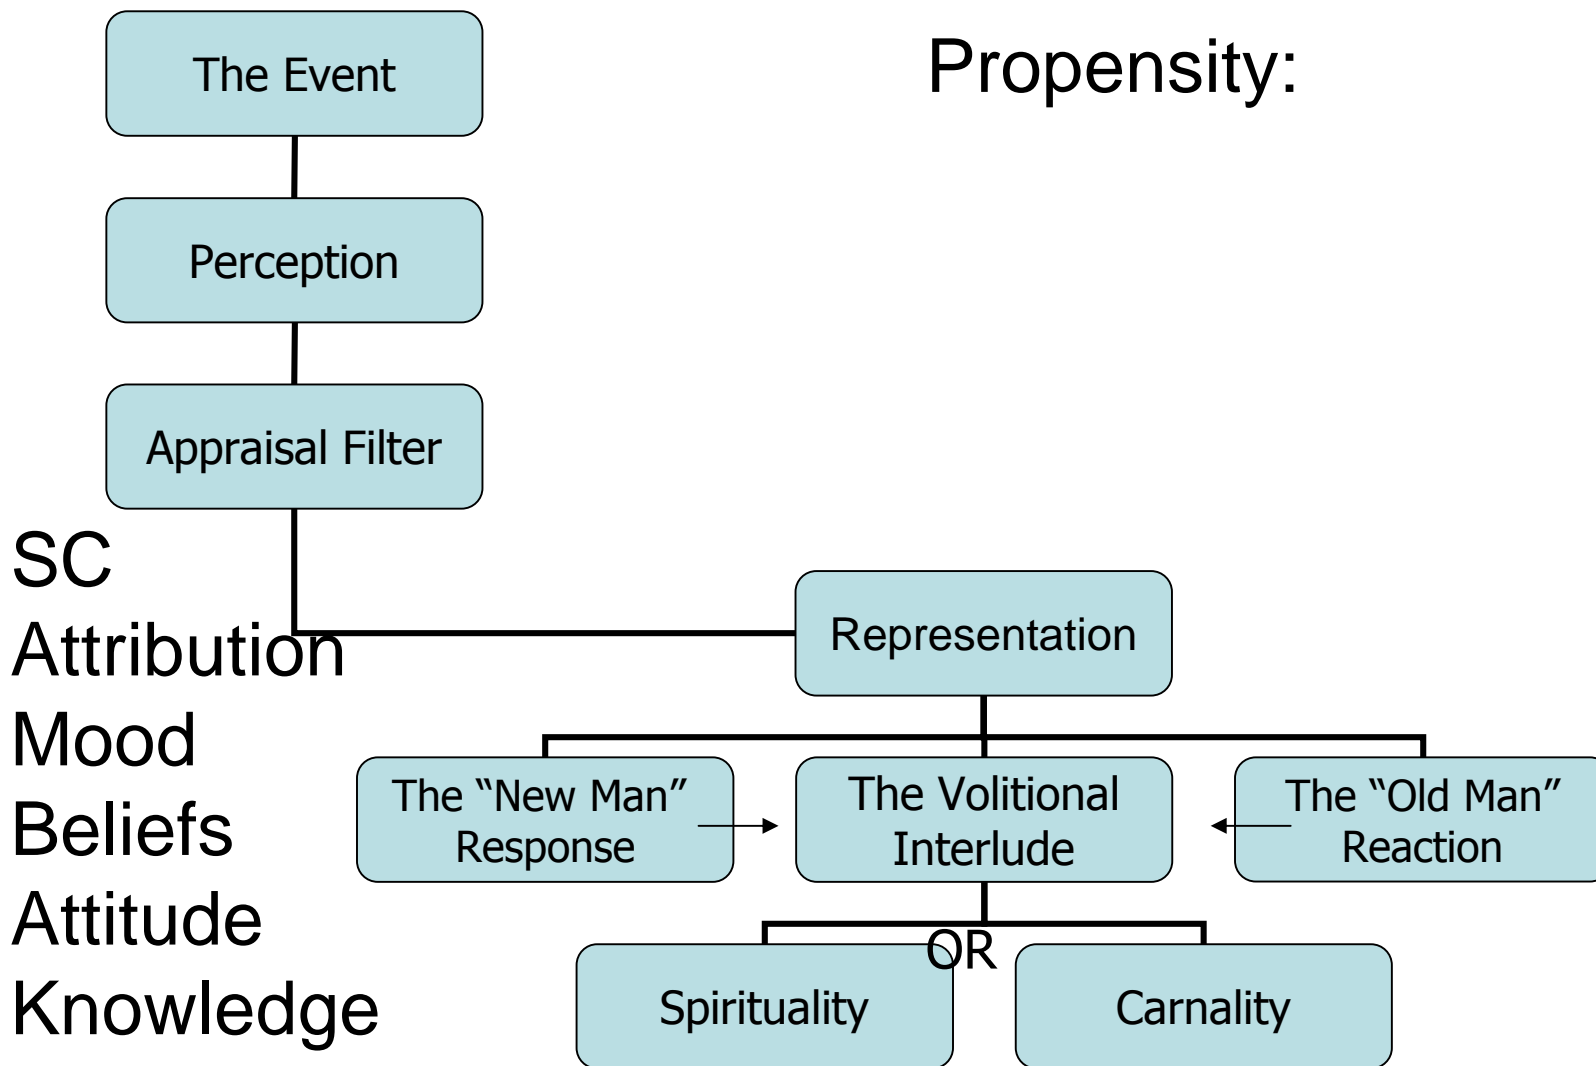 The Event
Propensity:
Perception
Appraisal Filter
SC
Attribution
Mood
Beliefs
Attitude
Knowledge
Representation
The “New Man”
Response
The Volitional
Interlude
The “Old Man”
Reaction
OR
Spirituality
Carnality